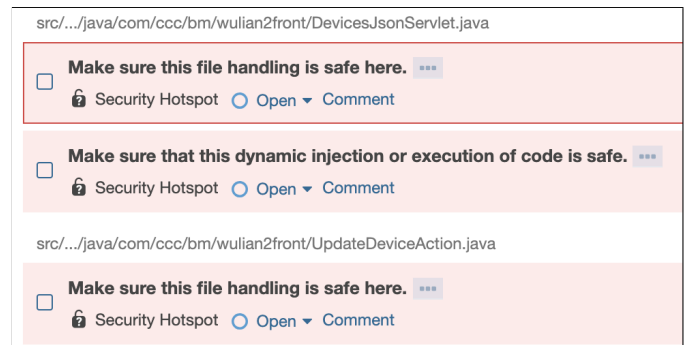 src/.../java/com/ccc/bm/wulian2front/DevicesJsonServlet.java
Make sure this file handling is safe here.
Security Hotspot Open Comment
Make sure that this dynamic injection or execution of code is safe.
Security Hotspot Open Comment
src/.../java/com/ccc/bm/wulian2front/UpdateDeviceAction.java
Make sure this file handling is safe here.
Security Hotspot Open Comment